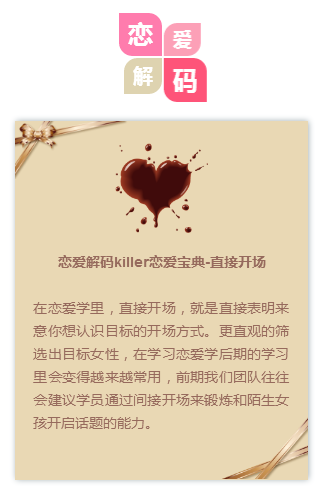 恋爱
解码
恋爱解码killer恋爱宝典-直接开场
在恋爱学里，直接开场，就是直接表明来
意你想认识目标的开场方式。更直观的筛
选出目标女性，在学习恋爱学后期的学习
里会变得越来越常用，前期我们团队往往
会建议学员通过间接开场来锻炼和陌生女
孩开启话题的能力。